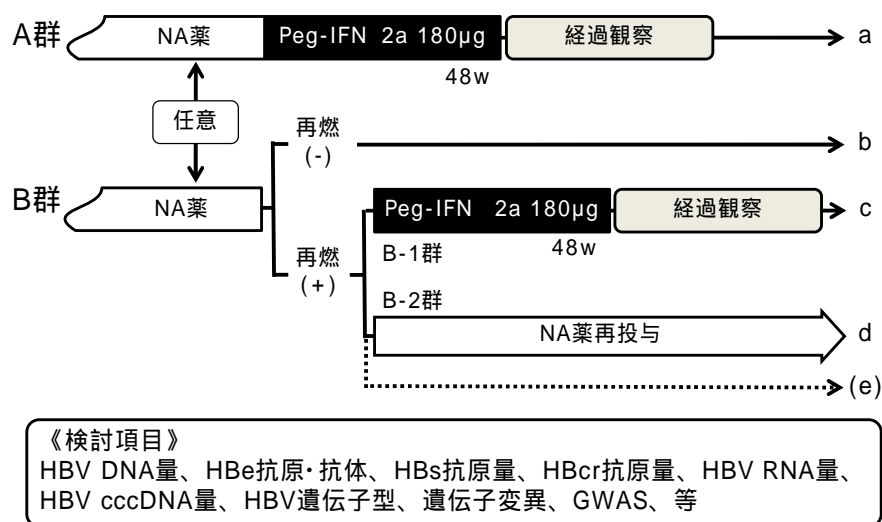 A群 NA薬 Peg-IFN 2a 180μg 経過観察 a
48w
任意
再燃
(-)
b
B群 NA薬
Peg-IFN 2a 180μg 経過観察 c
48w
B-1群
再燃
(+)
B-2群
NA薬再投与 d
(e)
《検討項目》
HBV DNA量、HBe抗原・抗体、HBs抗原量、HBcr抗原量、HBV RNA量、
HBV cccDNA量、HBV遺伝子型、遺伝子変異、GWAS、等